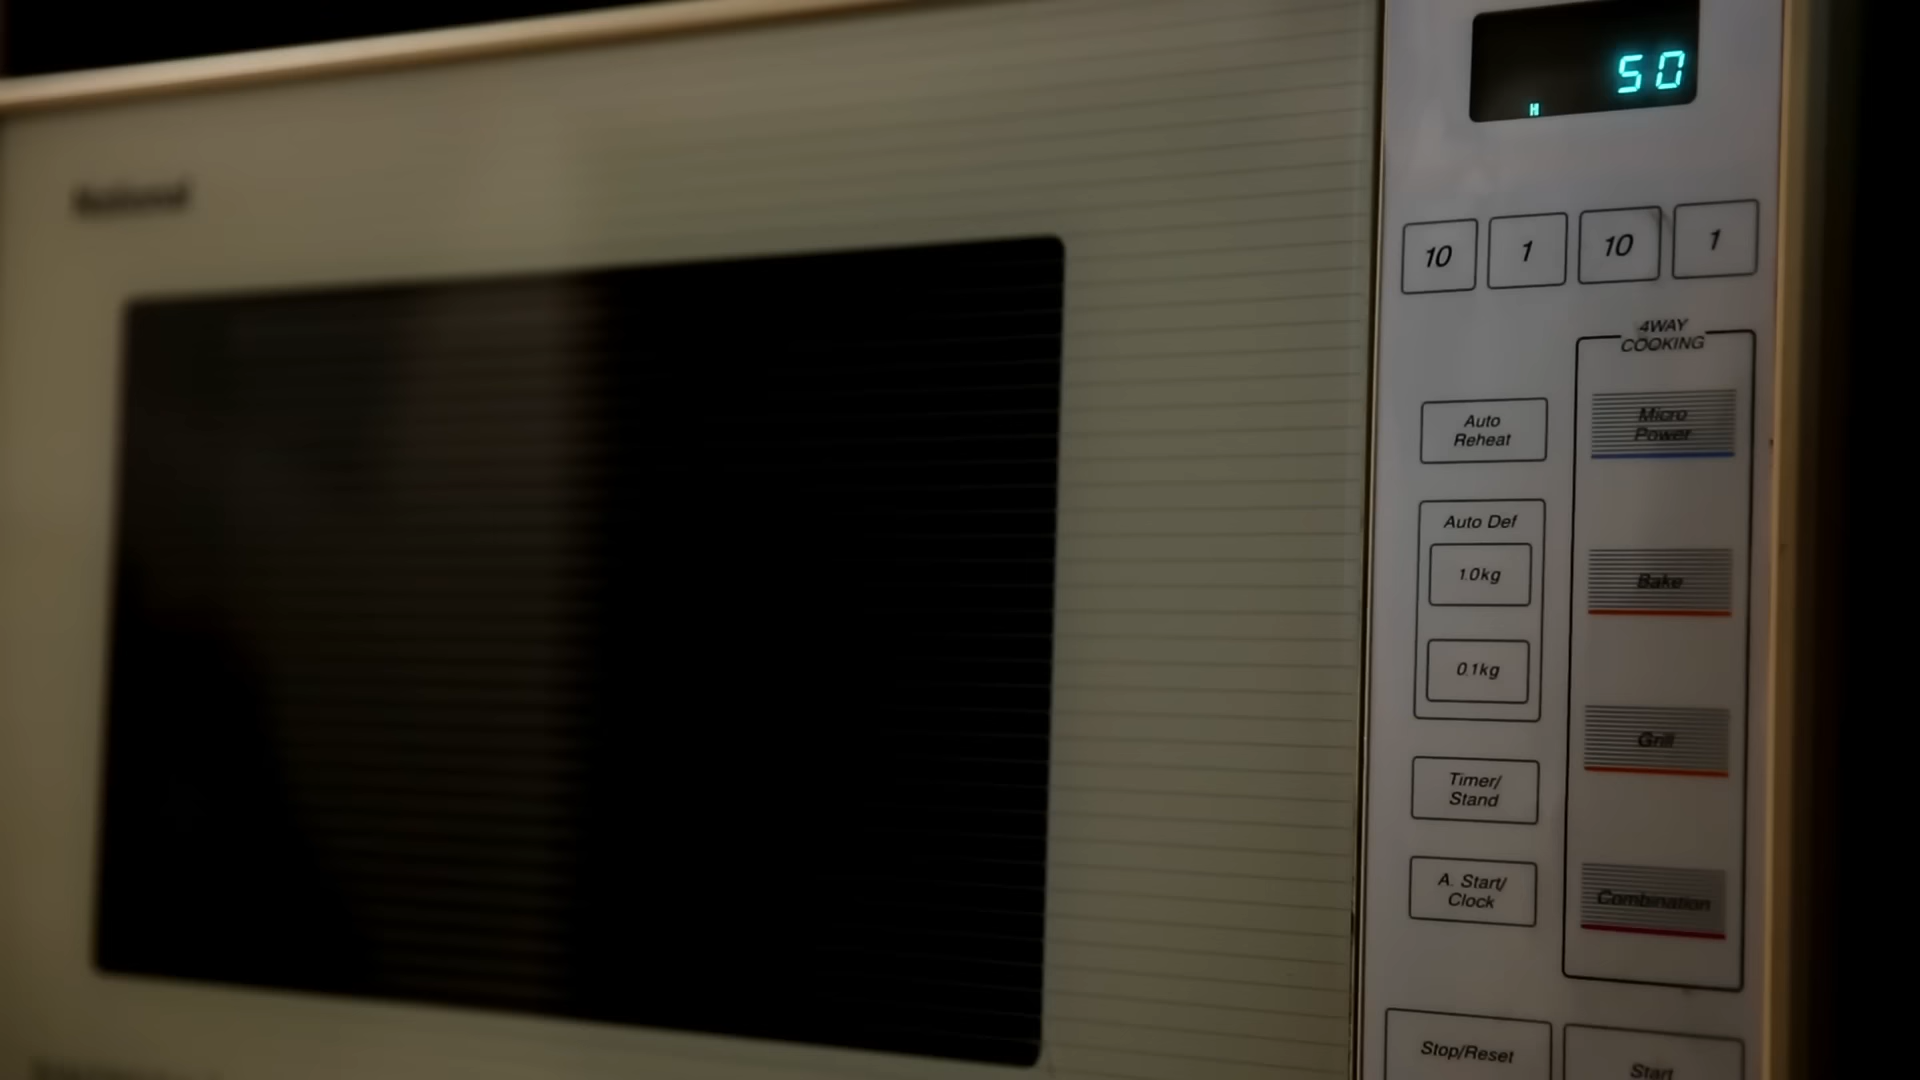 50
H
10 1 10 1
4WAY
COOKING
Auto
Reheat
Micro
Power
Auto Def
1.0kg
Bake
0.1kg
Grill
Timer/
Stand
A. Start/
Clock
Combination
Stop/Reset
Start
National